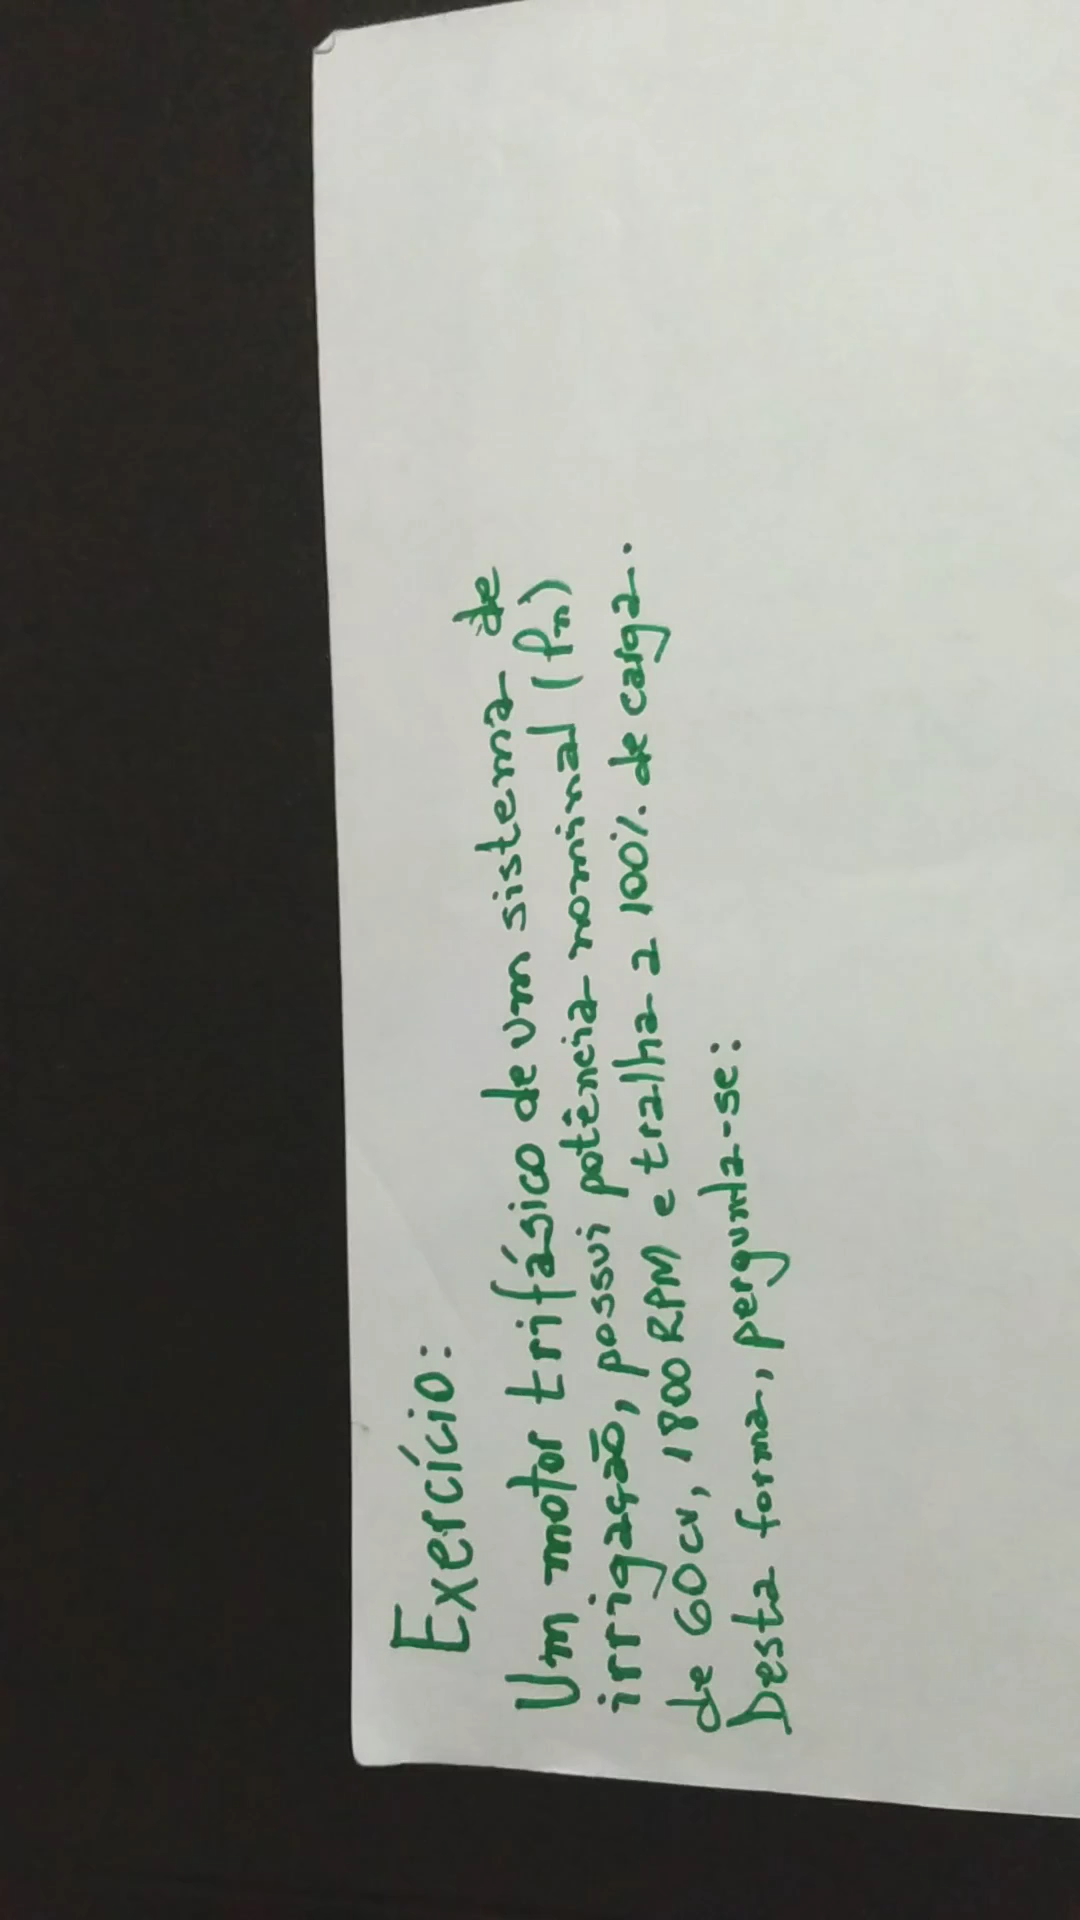 Exercício:
Um motor trifásico de um sistema de
irrigação, possui potência nominal (Pn)
de 60cv, 1800 RPM e tralha a 100% de carga.
Desta forma, pergunta-se: